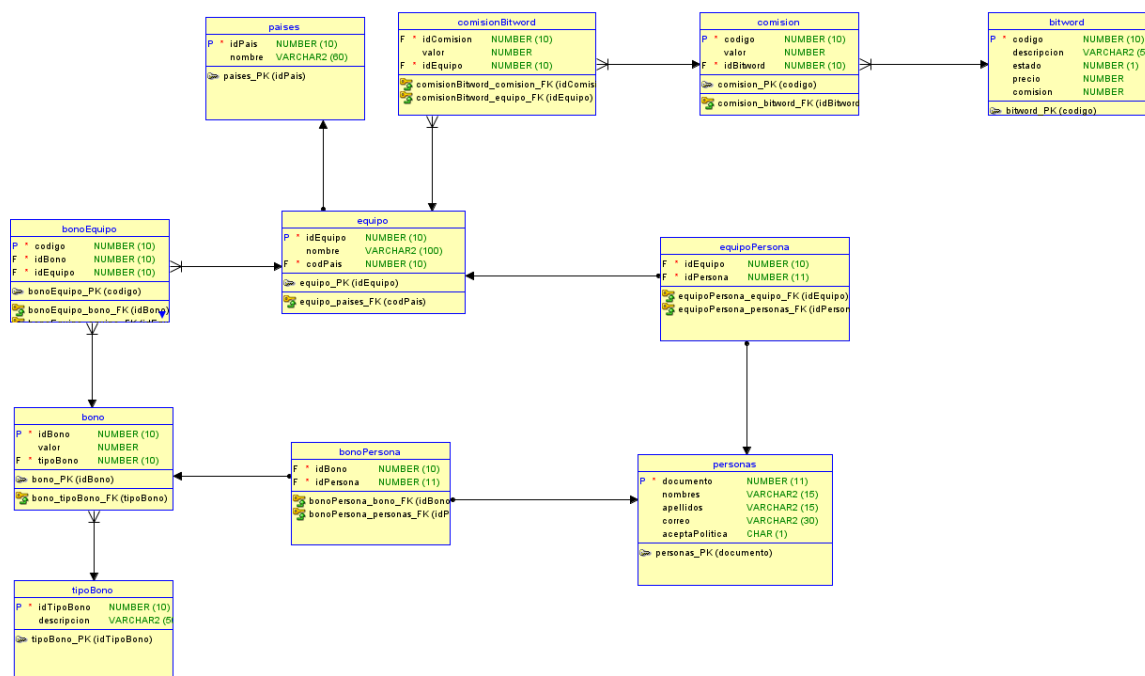 paises
P * idPais NUMBER (10)
nombre VARCHAR2 (60)
paises_PK (idPais)
comisionBitword
F * idComision NUMBER (10)
valor NUMBER
F * idEquipo NUMBER (10)
comisionBitword_comision_FK (idComis
comisionBitword_equipo_FK (idEquipo)
comision
P * codigo NUMBER (10)
valor NUMBER
F * idBitword NUMBER (10)
comision_PK (codigo)
comision_bitword_FK (idBitword
bitword
P * codigo NUMBER (10)
descripcion VARCHAR2 (5
estado NUMBER (1)
precio NUMBER
comision NUMBER
bitword_PK (codigo)
bonoEquipo
P * codigo NUMBER (10)
F * idBono NUMBER (10)
F * idEquipo NUMBER (10)
bonoEquipo_PK (codigo)
bonoEquipo_bono_FK (idBono)
equipo
P * idEquipo NUMBER (10)
nombre VARCHAR2 (100)
F * codPais NUMBER (10)
equipo_PK (idEquipo)
equipo_paises_FK (codPais)
equipoPersona
F * idEquipo NUMBER (10)
F * idPersona NUMBER (11)
equipoPersona_equipo_FK (idEquipo)
equipoPersona_personas_FK (idPerson
bono
P * idBono NUMBER (10)
valor NUMBER
F * tipoBono NUMBER (10)
bono_PK (idBono)
bono_tipoBono_FK (tipoBono)
bonoPersona
F * idBono NUMBER (10)
F * idPersona NUMBER (11)
bonoPersona_bono_FK (idBono
bonoPersona_personas_FK (idP
personas
P * documento NUMBER (11)
nombres VARCHAR2 (15)
apellidos VARCHAR2 (15)
correo VARCHAR2 (30)
aceptaPolitica CHAR (1)
personas_PK (documento)
tipoBono
P * idTipoBono NUMBER (10)
descripcion VARCHAR2 (5
tipoBono_PK (idTipoBono)